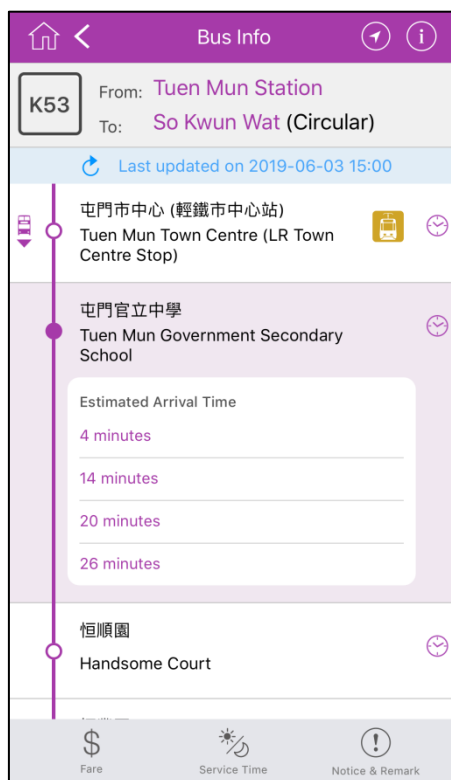 Bus Info
K53
From: Tuen Mun Station
To: So Kwun Wat (Circular)
Last updated on 2019-06-03 15:00
屯門市中心 (輕鐵市中心站)
Tuen Mun Town Centre (LR Town
Centre Stop)
屯門官立中學
Tuen Mun Government Secondary
School
Estimated Arrival Time
4 minutes
14 minutes
20 minutes
26 minutes
恒順園
Handsome Court
$
Fare
Service Time
Notice & Remark